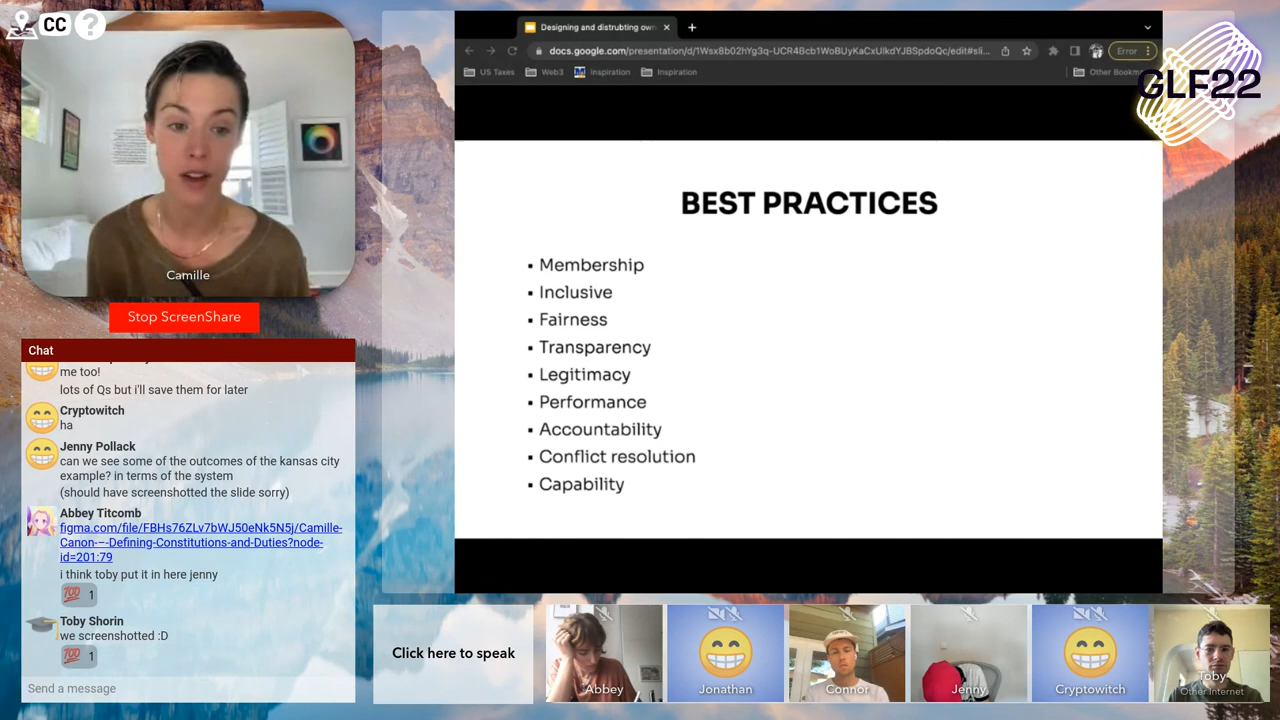 CC
?
Camille
Stop ScreenShare
Chat
me too!
lots of Qs but i'll save them for later
Cryptowitch
ha
Jenny Pollack
can we see some of the outcomes of the kansas city
example? in terms of the system
(should have screenshotted the slide sorry)
Abbey Titcomb
figma.com/file/FBHs76ZLv7bWJ50eNk5N5j/Camille-
Canon-–-Defining-Constitutions-and-Duties?node-
id=201:79
i think toby put it in here jenny
100 1
Toby Shorin
we screenshotted :D
100 1
Send a message
Designing and distrubting own
docs.google.com/presentation/d/1Wsx8b02hYg3q-UCR4Bcb1WoBUyKaCxUlkdYJBSpdoQc/edit#sli...
Error
US Taxes
Web3
Inspiration
Inspiration
Other Bookm
GLF22
BEST PRACTICES
▪ Membership
▪ Inclusive
▪ Fairness
▪ Transparency
▪ Legitimacy
▪ Performance
▪ Accountability
▪ Conflict resolution
▪ Capability
Click here to speak
Abbey
Jonathan
Connor
Jenny
Cryptowitch
Toby
Other Internet